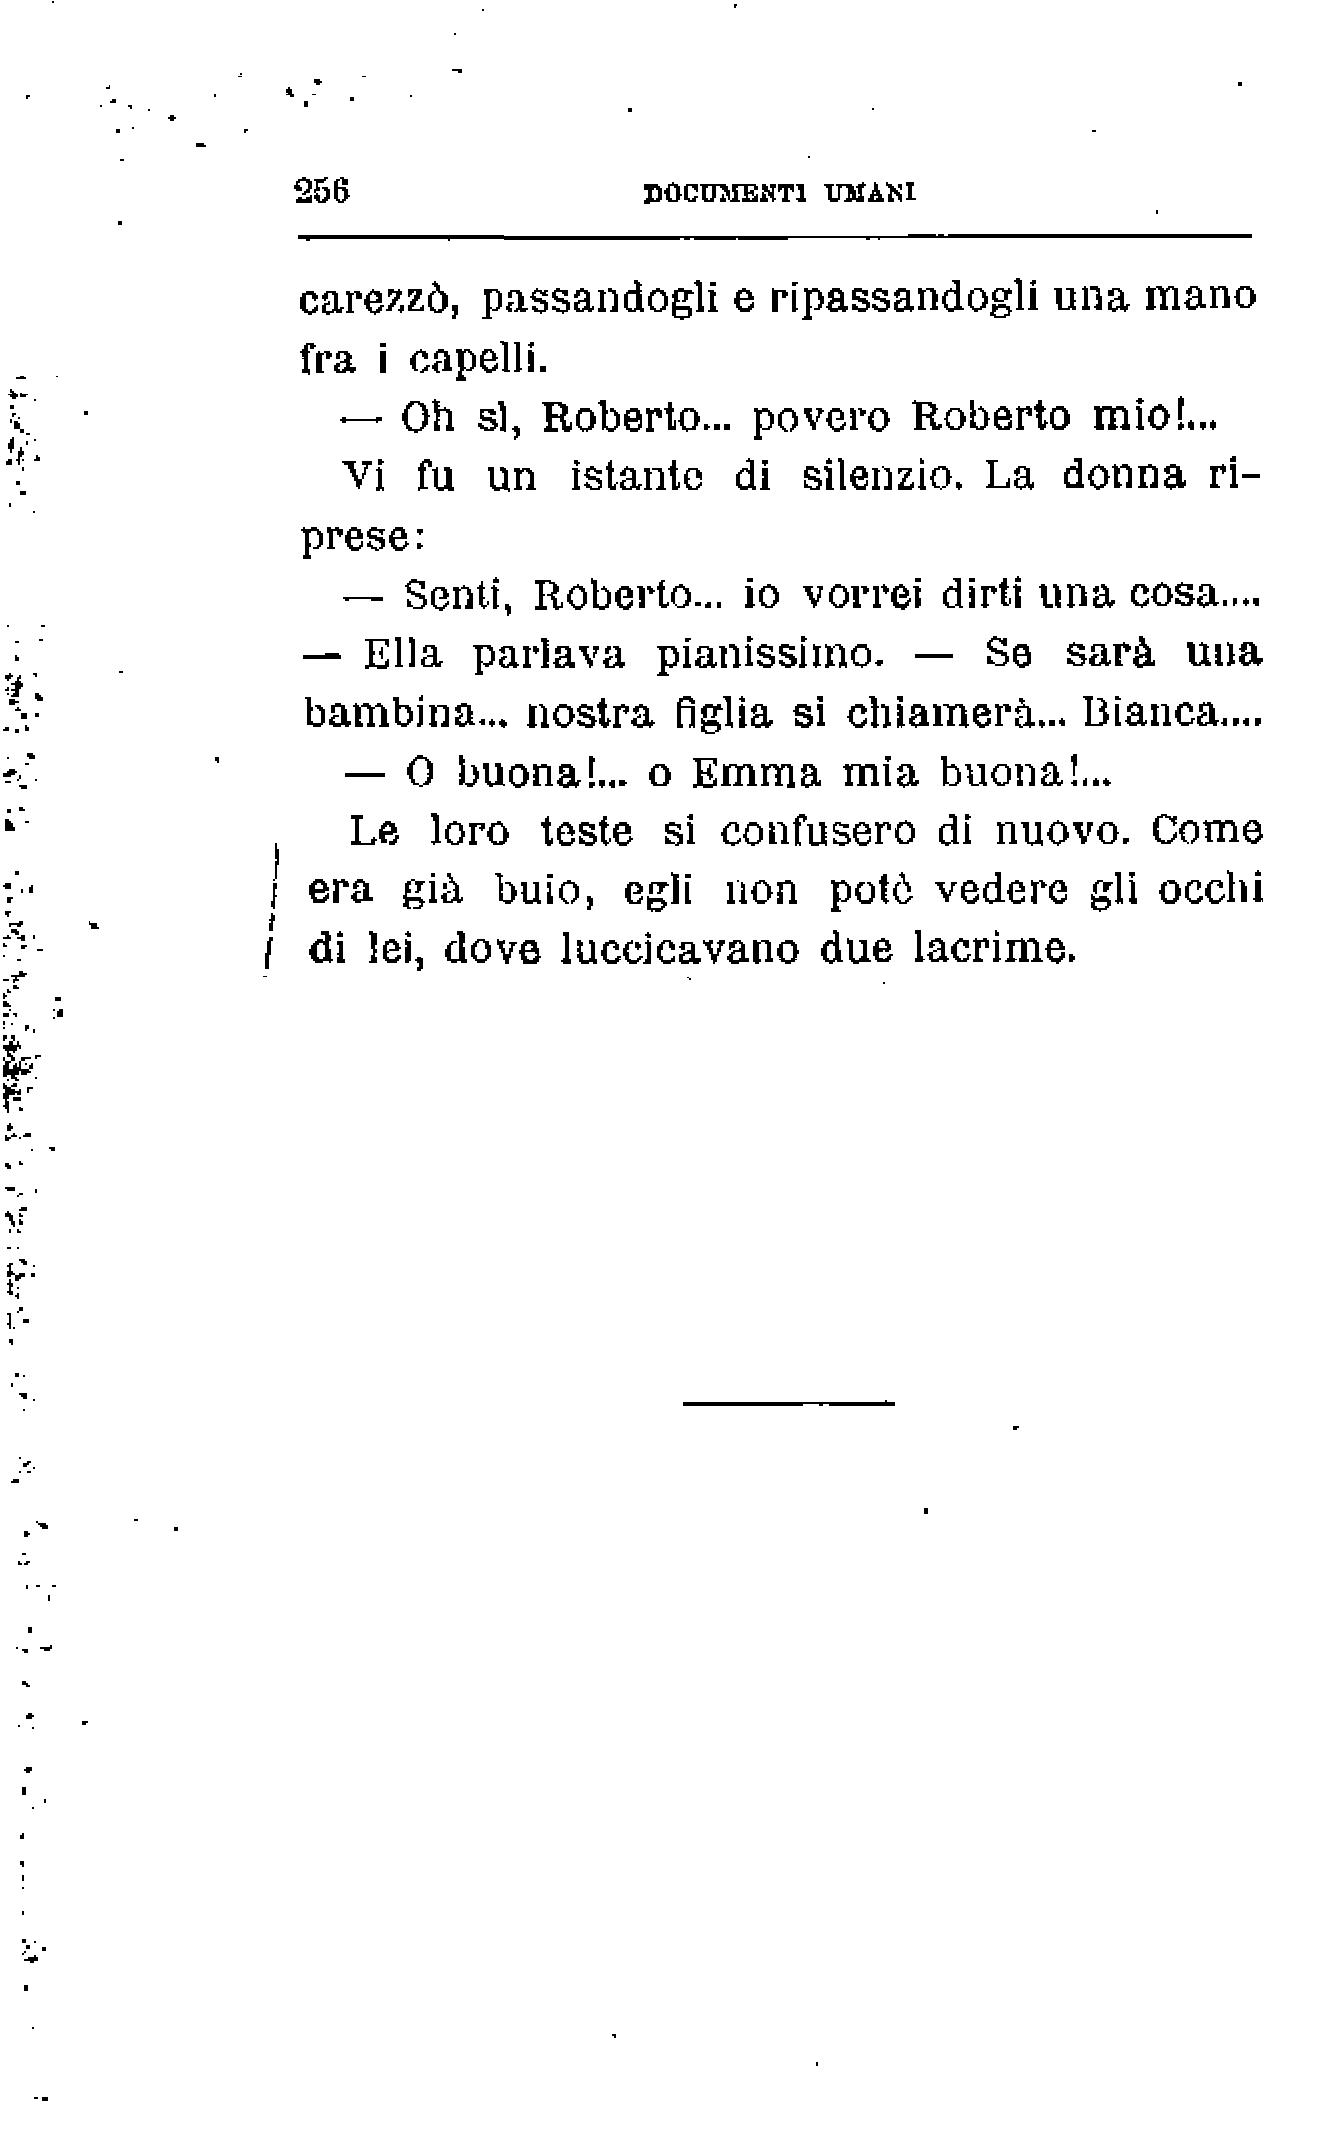 256 DOCUMENTI UMANI
carezzò, passandogli e ripassandogli una mano
fra i capelli.
— Oh sì, Roberto... povero Roberto mio!...
Vi fu un istante di silenzio. La donna ri-
prese:
— Senti, Roberto... io vorrei dirti una cosa....
— Ella parlava pianissimo. — Se sarà una
bambina... nostra figlia si chiamerà... Bianca....
— O buona!... o Emma mia buona!...
Le loro teste si confusero di nuovo. Come
era già buio, egli non potè vedere gli occhi
di lei, dove luccicavano due lacrime.